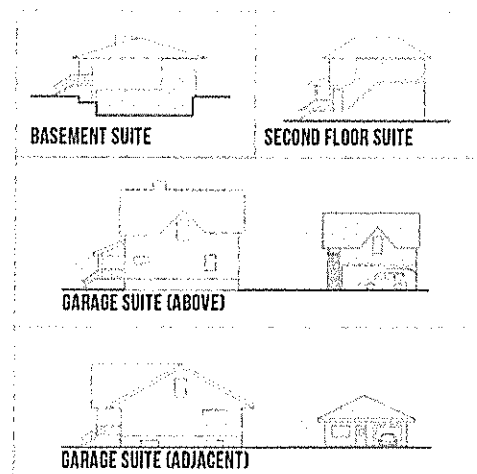 BASEMENT SUITE
SECOND FLOOR SUITE
GARAGE SUITE (ABOVE)
GARAGE SUITE (ADJACENT)